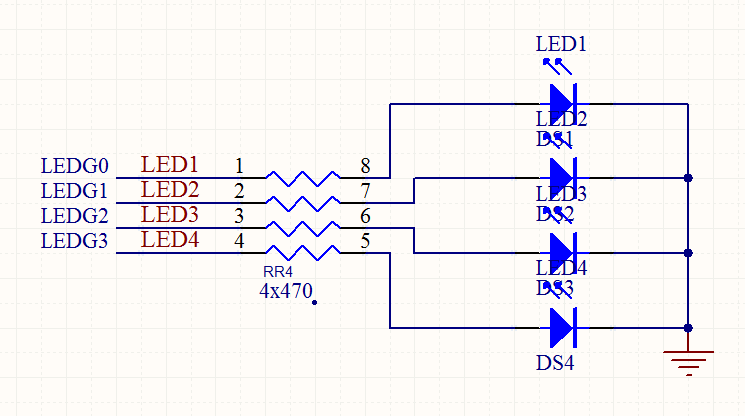 LED1
LED2
DS1
LEDG0 LED1 1 8
LEDG1 LED2 2 7
LED3
DS2
LEDG2 LED3 3 6
LEDG3 LED4 4 5
LED4
RR4
DS3
4x470
DS4